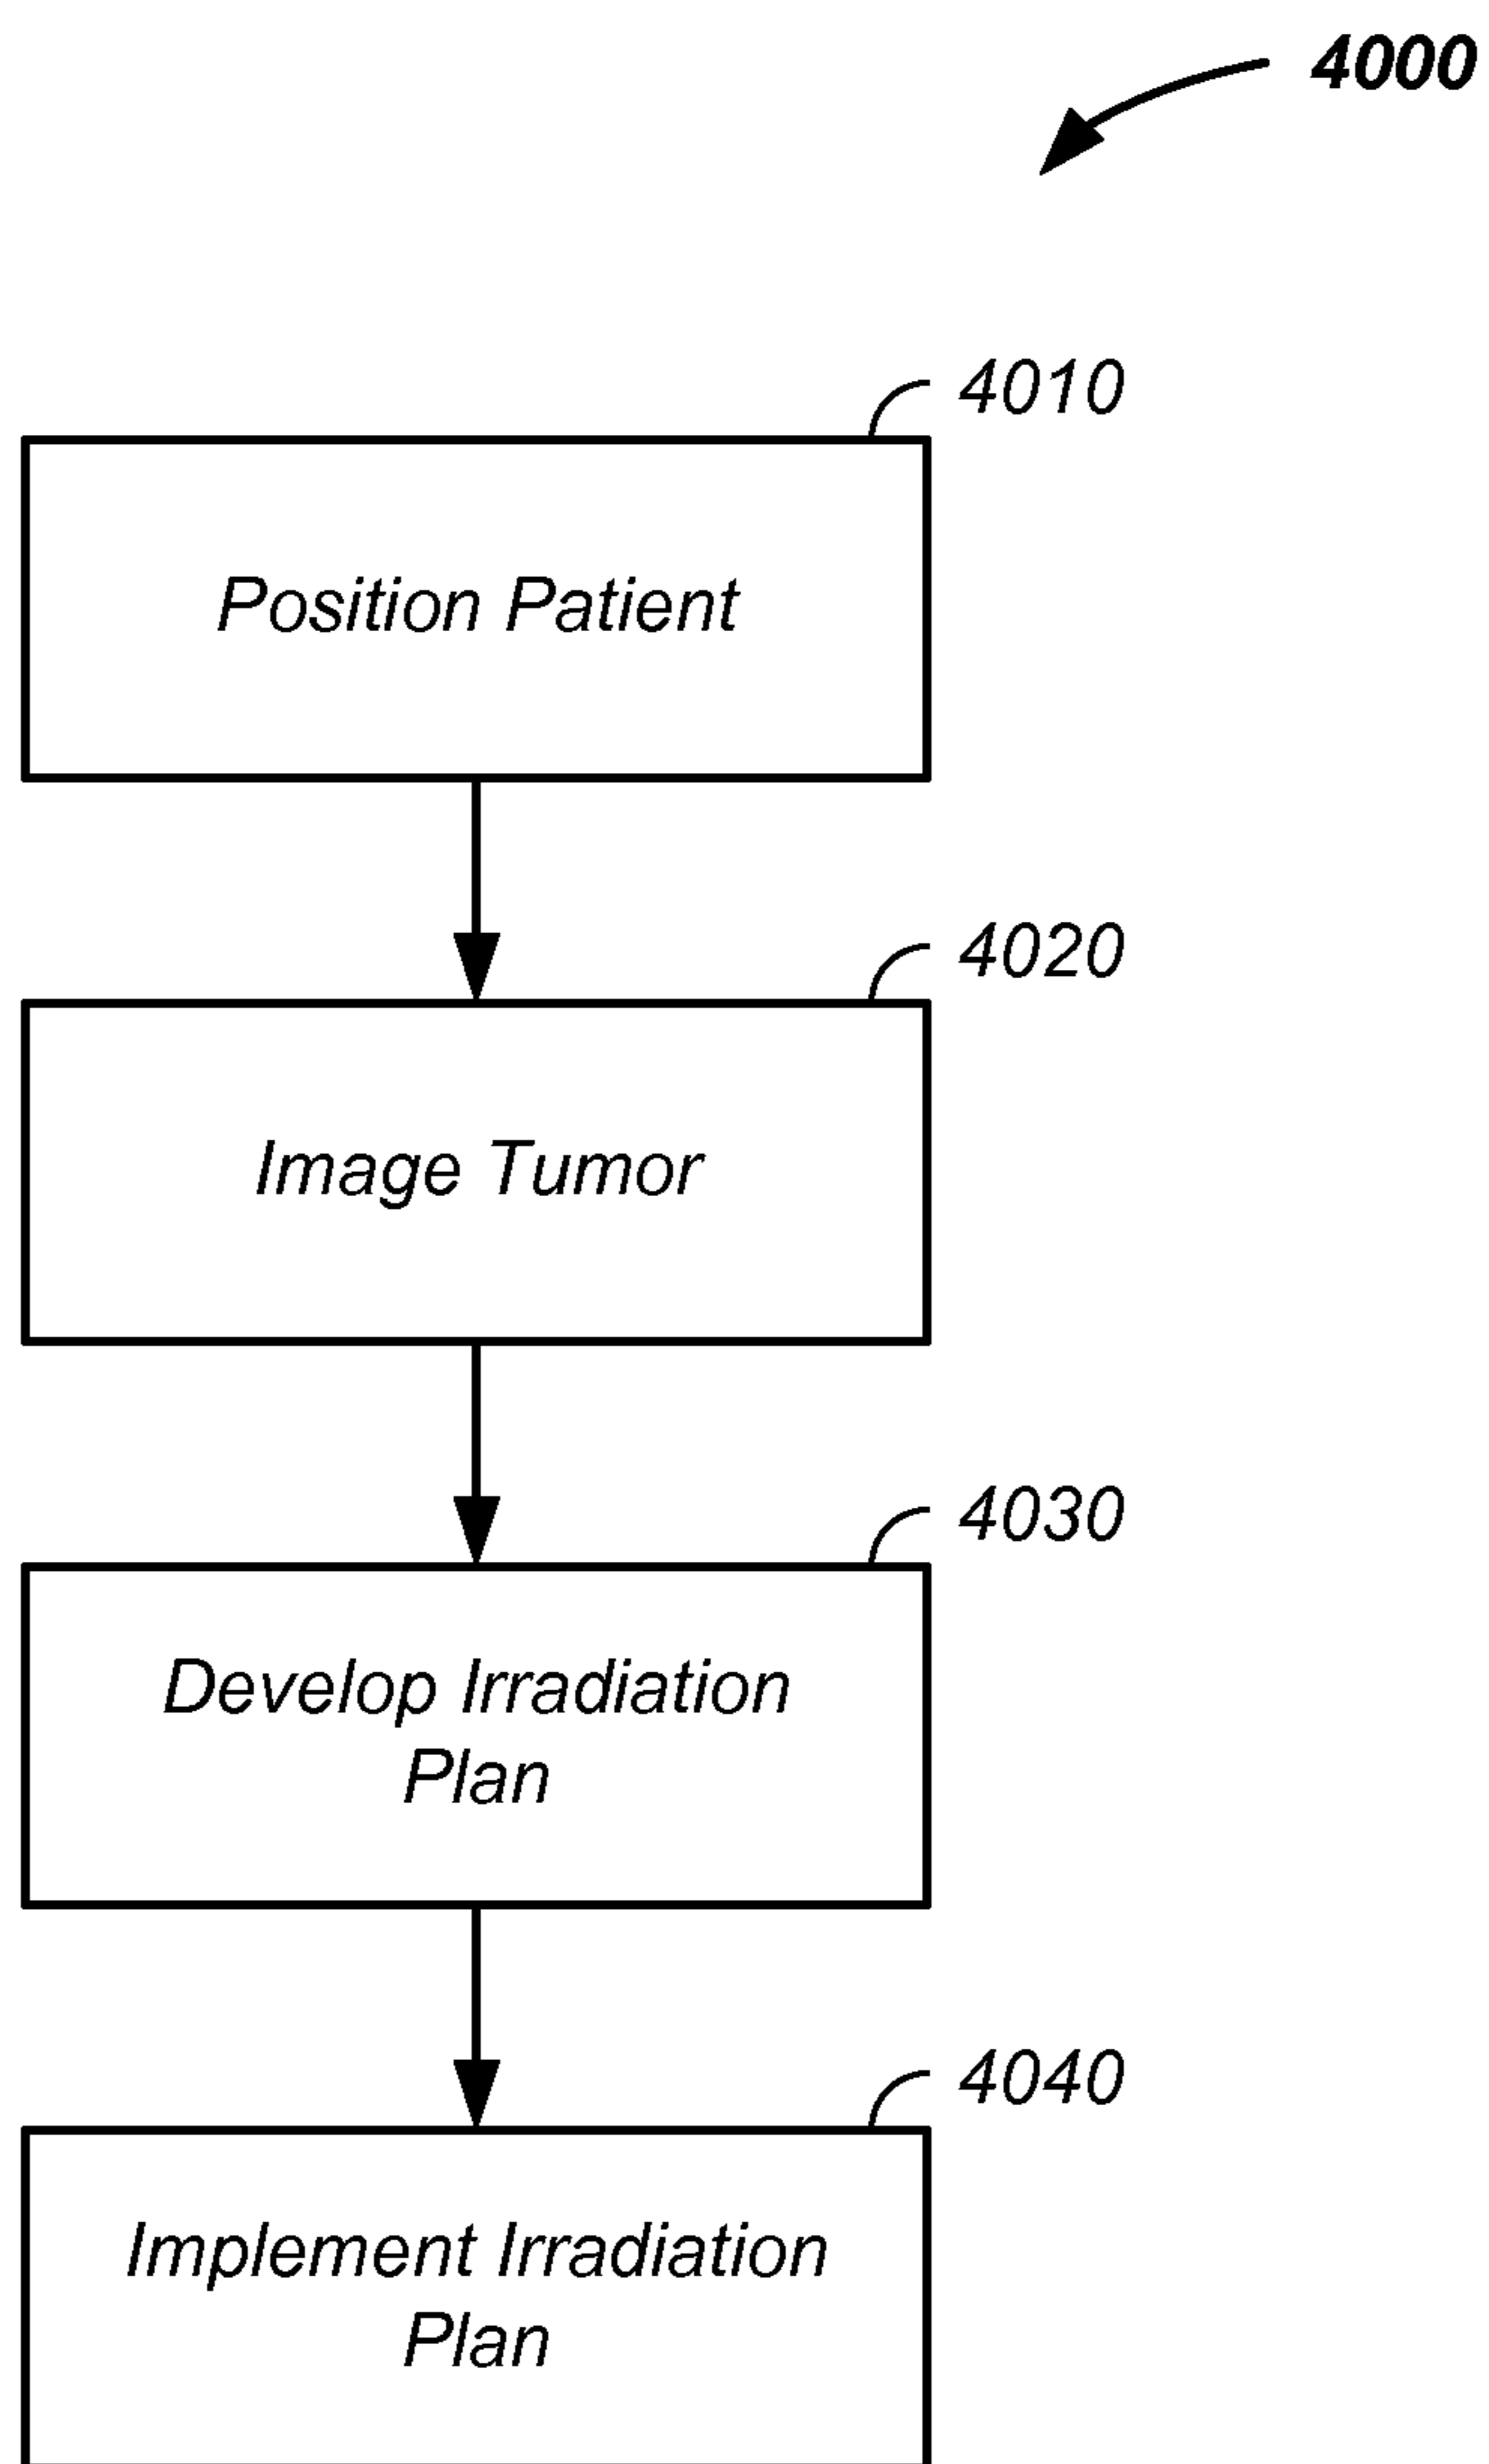 4000
4010
Position Patient
4020
Image Tumor
4030
Develop Irradiation
Plan
4040
Implement Irradiation
Plan